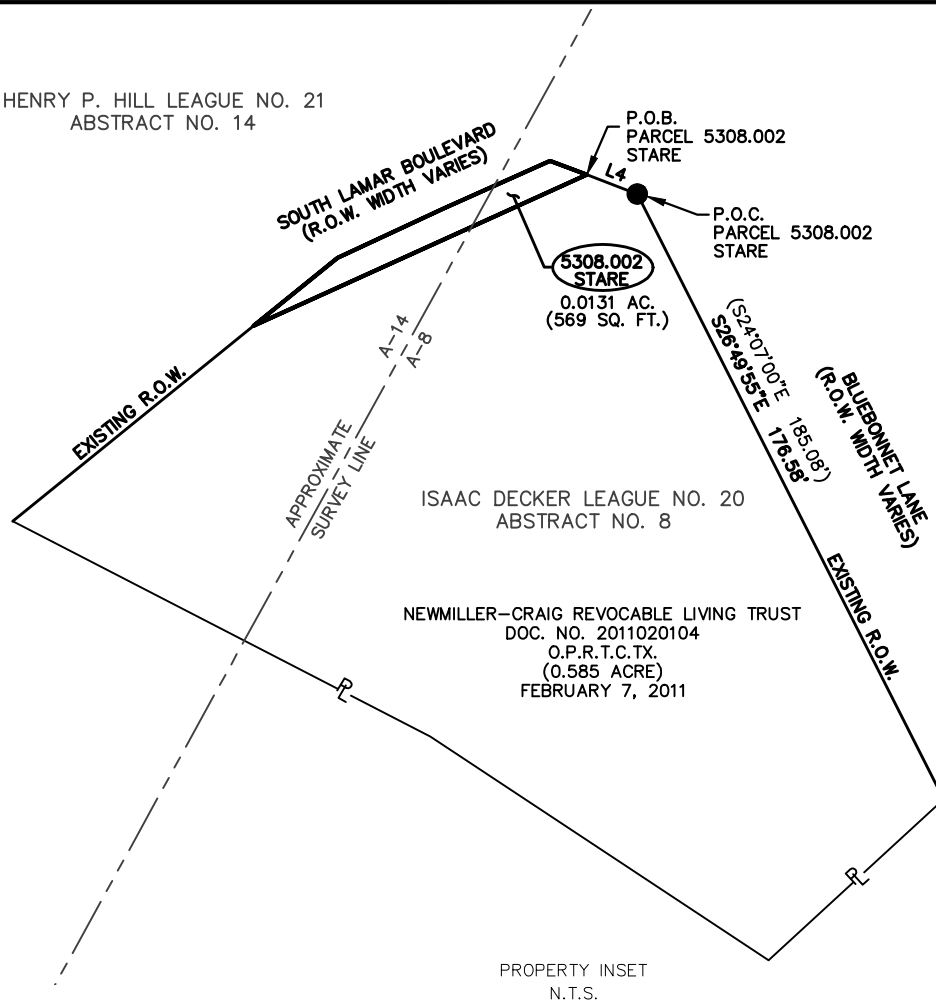 HENRY P. HILL LEAGUE NO. 21
ABSTRACT NO. 14
SOUTH LAMAR BOULEVARD
(R.O.W. WIDTH VARIES)
P.O.B.
PARCEL 5308.002
STARE
L4
P.O.C.
PARCEL 5308.002
STARE
5308.002
STARE
0.0131 AC.
(569 SQ. FT.)
A-14
A-8
(S24°07'00"E 185.08')
S26°49'55"E 176.58'
BLUEBONNET LANE
(R.O.W. WIDTH VARIES)
EXISTING R.O.W.
APPROXIMATE
SURVEY LINE
ISAAC DECKER LEAGUE NO. 20
ABSTRACT NO. 8
EXISTING R.O.W.
NEWMILLER-CRAIG REVOCABLE LIVING TRUST
DOC. NO. 2011020104
O.P.R.T.C.TX.
(0.585 ACRE)
FEBRUARY 7, 2011
PL
PL
PROPERTY INSET
N.T.S.